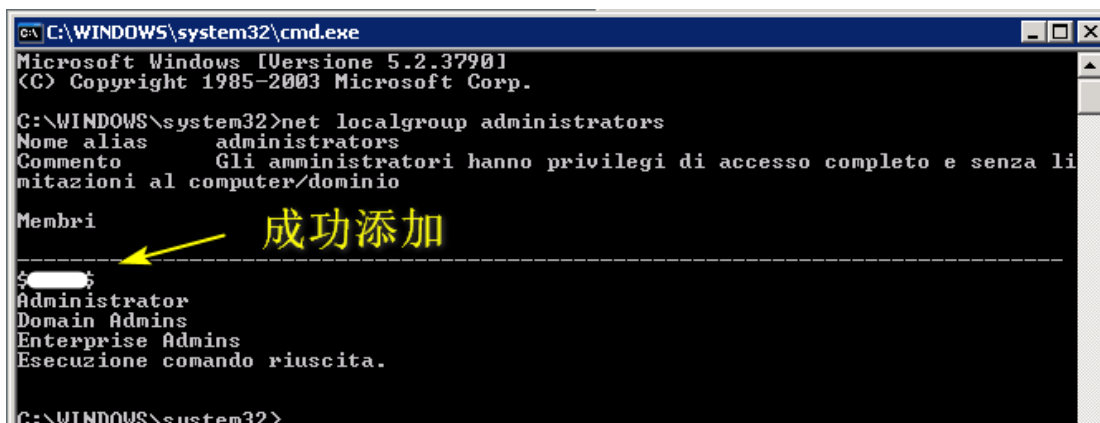 C:\WINDOWS\system32\cmd.exe
Microsoft Windows [Versione 5.2.3790]
(C) Copyright 1985-2003 Microsoft Corp.
C:\WINDOWS\system32>net localgroup administrators
Nome alias administrators
Commento Gli amministratori hanno privilegi di accesso completo e senza li
mitazioni al computer/dominio
Membri
成功添加
-------------------------------------------------------------------------------
$ $
Administrator
Domain Admins
Enterprise Admins
Esecuzione comando riuscita.
C:\WINDOWS\system32>